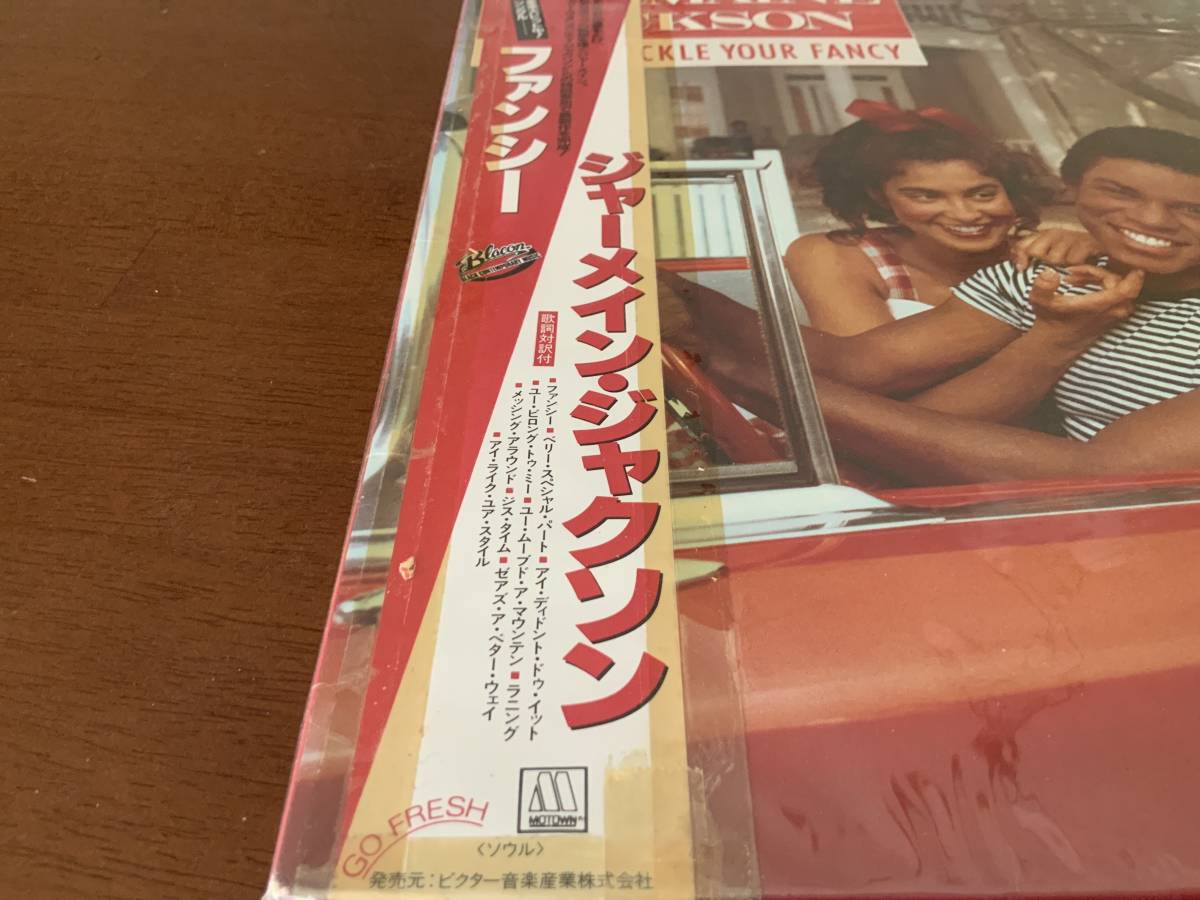 MAINE
CKSON
CKLE YOUR FANCY
ファンシー
ジャーメイン・ジャクソン
Blacon
BLACK CONTEMPORARY MUSIC
歌詞対訳付
■ファンシー■ベリー・スペシャル・パート■アイ・ディドント・ドゥ・イット
■ユー・ビロング・トゥ・ミー■ユー・ムーブド・ア・マウンテン■ラニング
■メッシング・アラウンド■ジス・タイム■ゼアズ・ア・ベター・ウェイ
■アイ・ライク・ユア・スタイル
GO FRESH
MOTOWN
〈ソウル〉
発売元:ビクター音楽産業株式会社